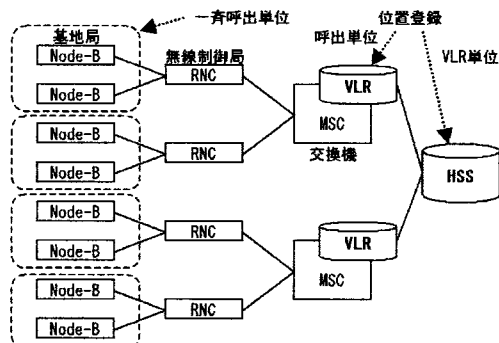 一斉呼出単位
位置登録
基地局
無線制御局
呼出単位
VLR単位
Node-B
RNC
VLR
Node-B
MSC
Node-B
RNC
交換機
HSS
Node-B
Node-B
RNC
VLR
Node-B
MSC
Node-B
RNC
Node-B